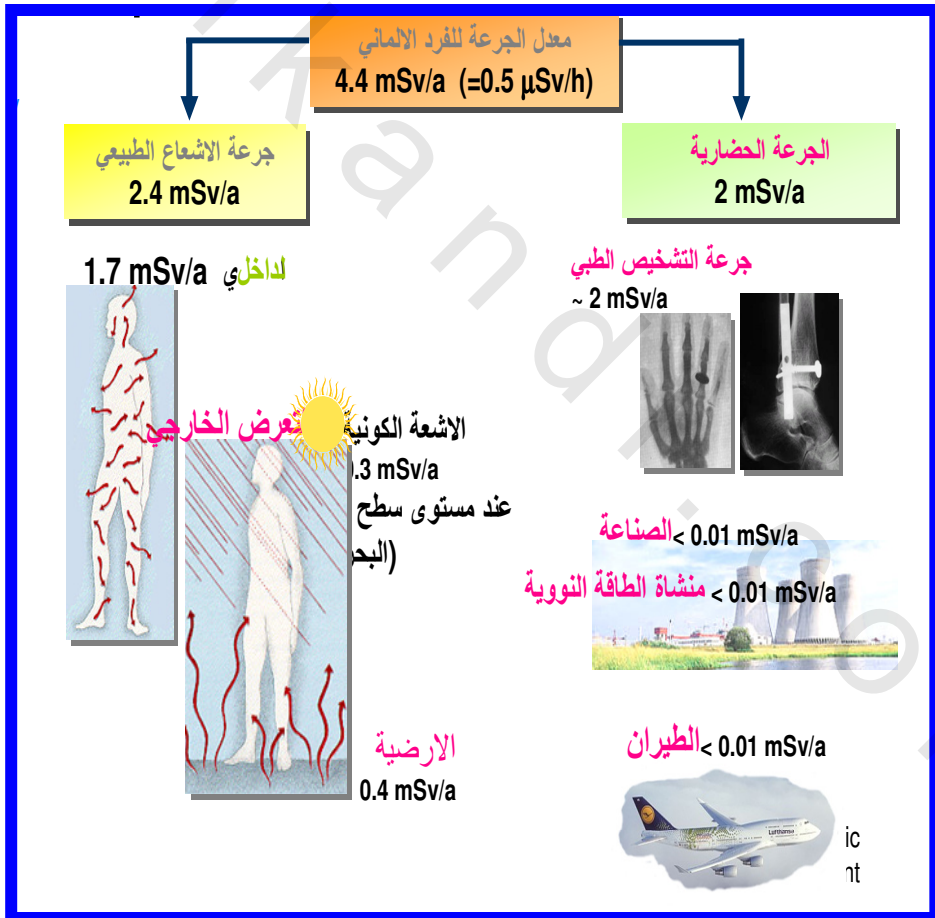 معدل الجرعة للفرد الالماني
4.4 mSv/a (=0.5 µSv/h)
جرعة الاشعاع الطبيعي
2.4 mSv/a
الجرعة الحضارية
2 mSv/a
لداخلي 1.7 mSv/a
جرعة التشخيص الطبي
~ 2 mSv/a
تعرض الخارجي
الاشعة الكونية
.3 mSv/a
عند مستوى سطح
(البحر
الصناعة < 0.01 mSv/a
منشاة الطاقة النووية < 0.01 mSv/a
الارضية
0.4 mSv/a
الطيران < 0.01 mSv/a
Lufthansa
ic
nt